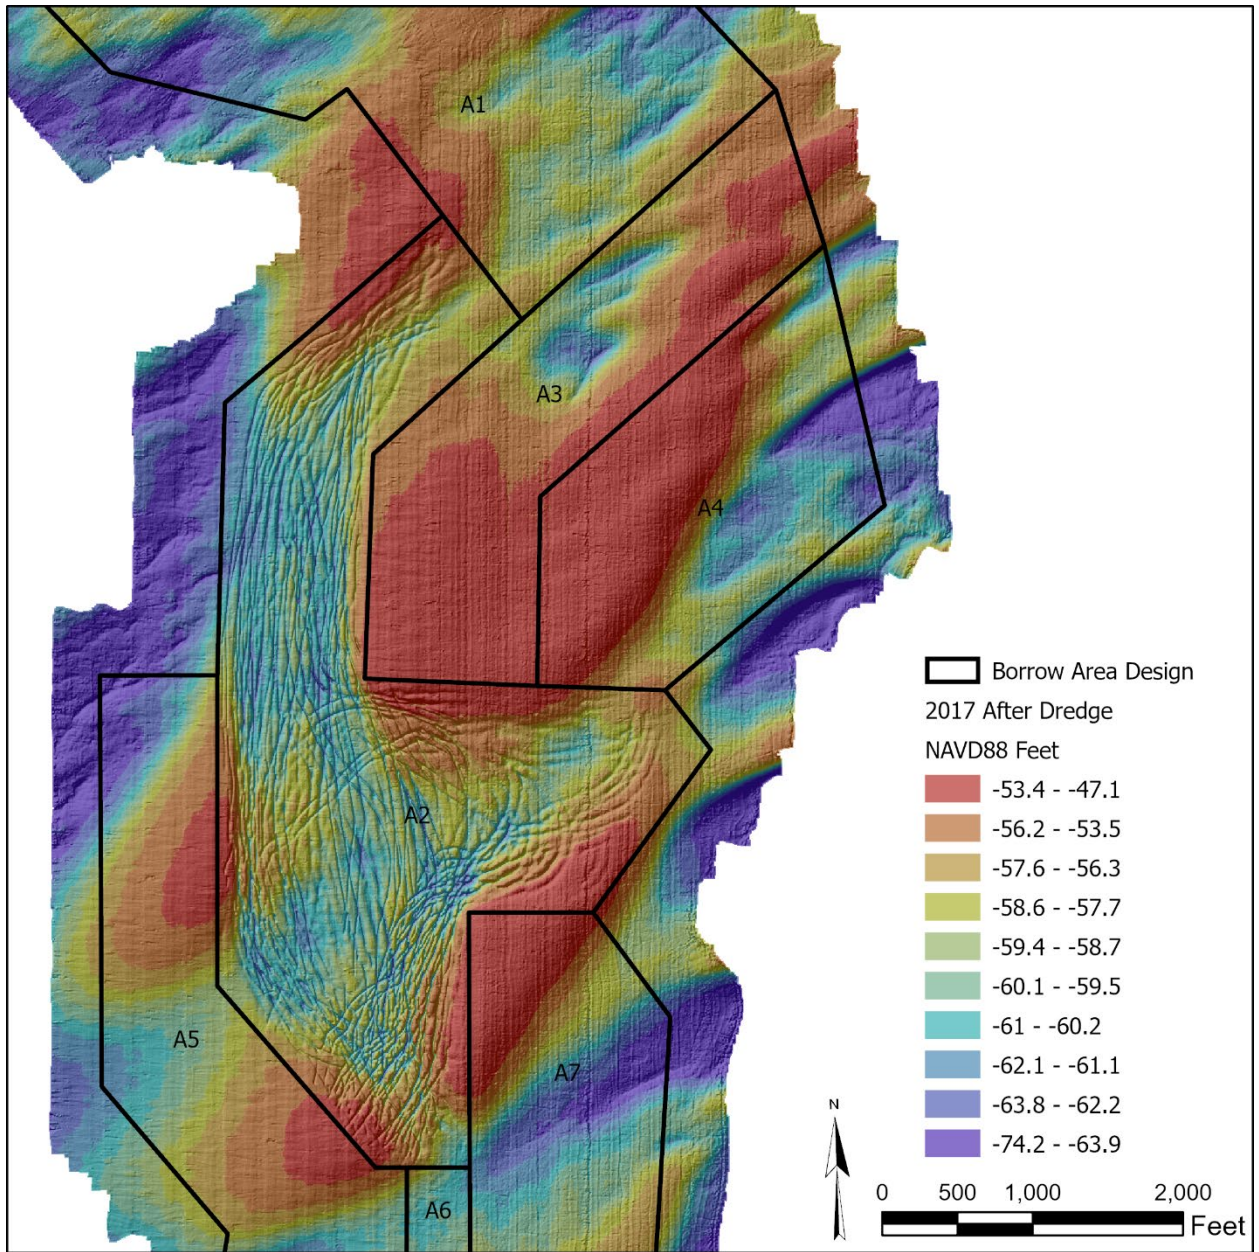 A1
A3
A4
A2
A5
A7
A6
Borrow Area Design
2017 After Dredge
NAVD88 Feet
-53.4 - -47.1
-56.2 - -53.5
-57.6 - -56.3
-58.6 - -57.7
-59.4 - -58.7
-60.1 - -59.5
-61 - -60.2
-62.1 - -61.1
-63.8 - -62.2
-74.2 - -63.9
N
0 500 1,000 2,000
Feet